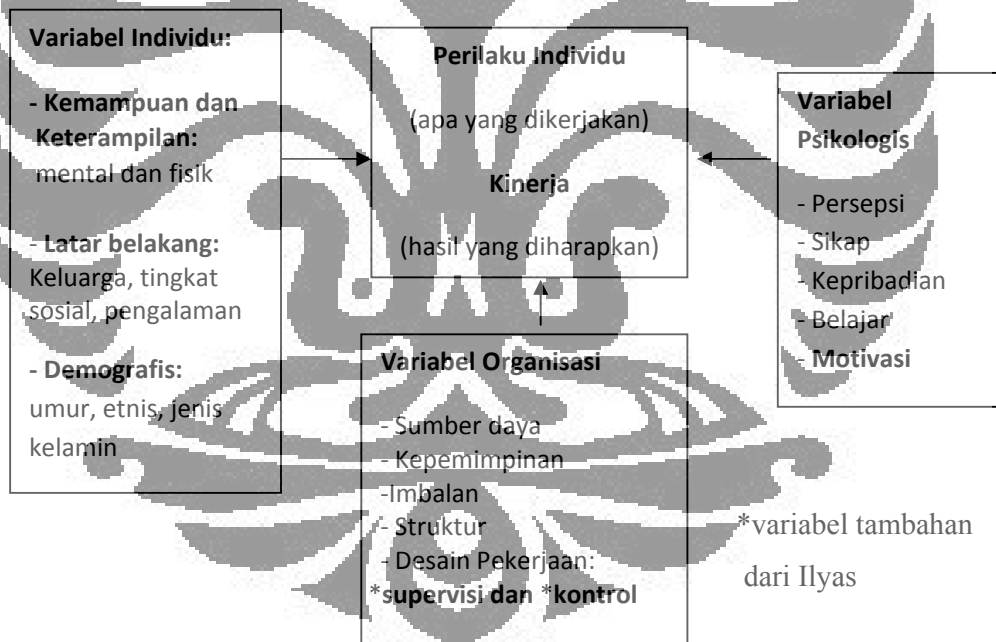 Variabel Individu:
- Kemampuan dan
Keterampilan:
mental dan fisik
- Latar belakang:
Keluarga, tingkat
sosial, pengalaman
- Demografis:
umur, etnis, jenis
kelamin
Perilaku Individu
(apa yang dikerjakan)
Kinerja
(hasil yang diharapkan)
Variabel
Psikologis
- Persepsi
- Sikap
- Kepribadian
- Belajar
- Motivasi
Variabel Organisasi
- Sumber daya
- Kepemimpinan
-Imbalan
- Struktur
- Desain Pekerjaan:
*supervisi dan *kontrol
*variabel tambahan
dari Ilyas